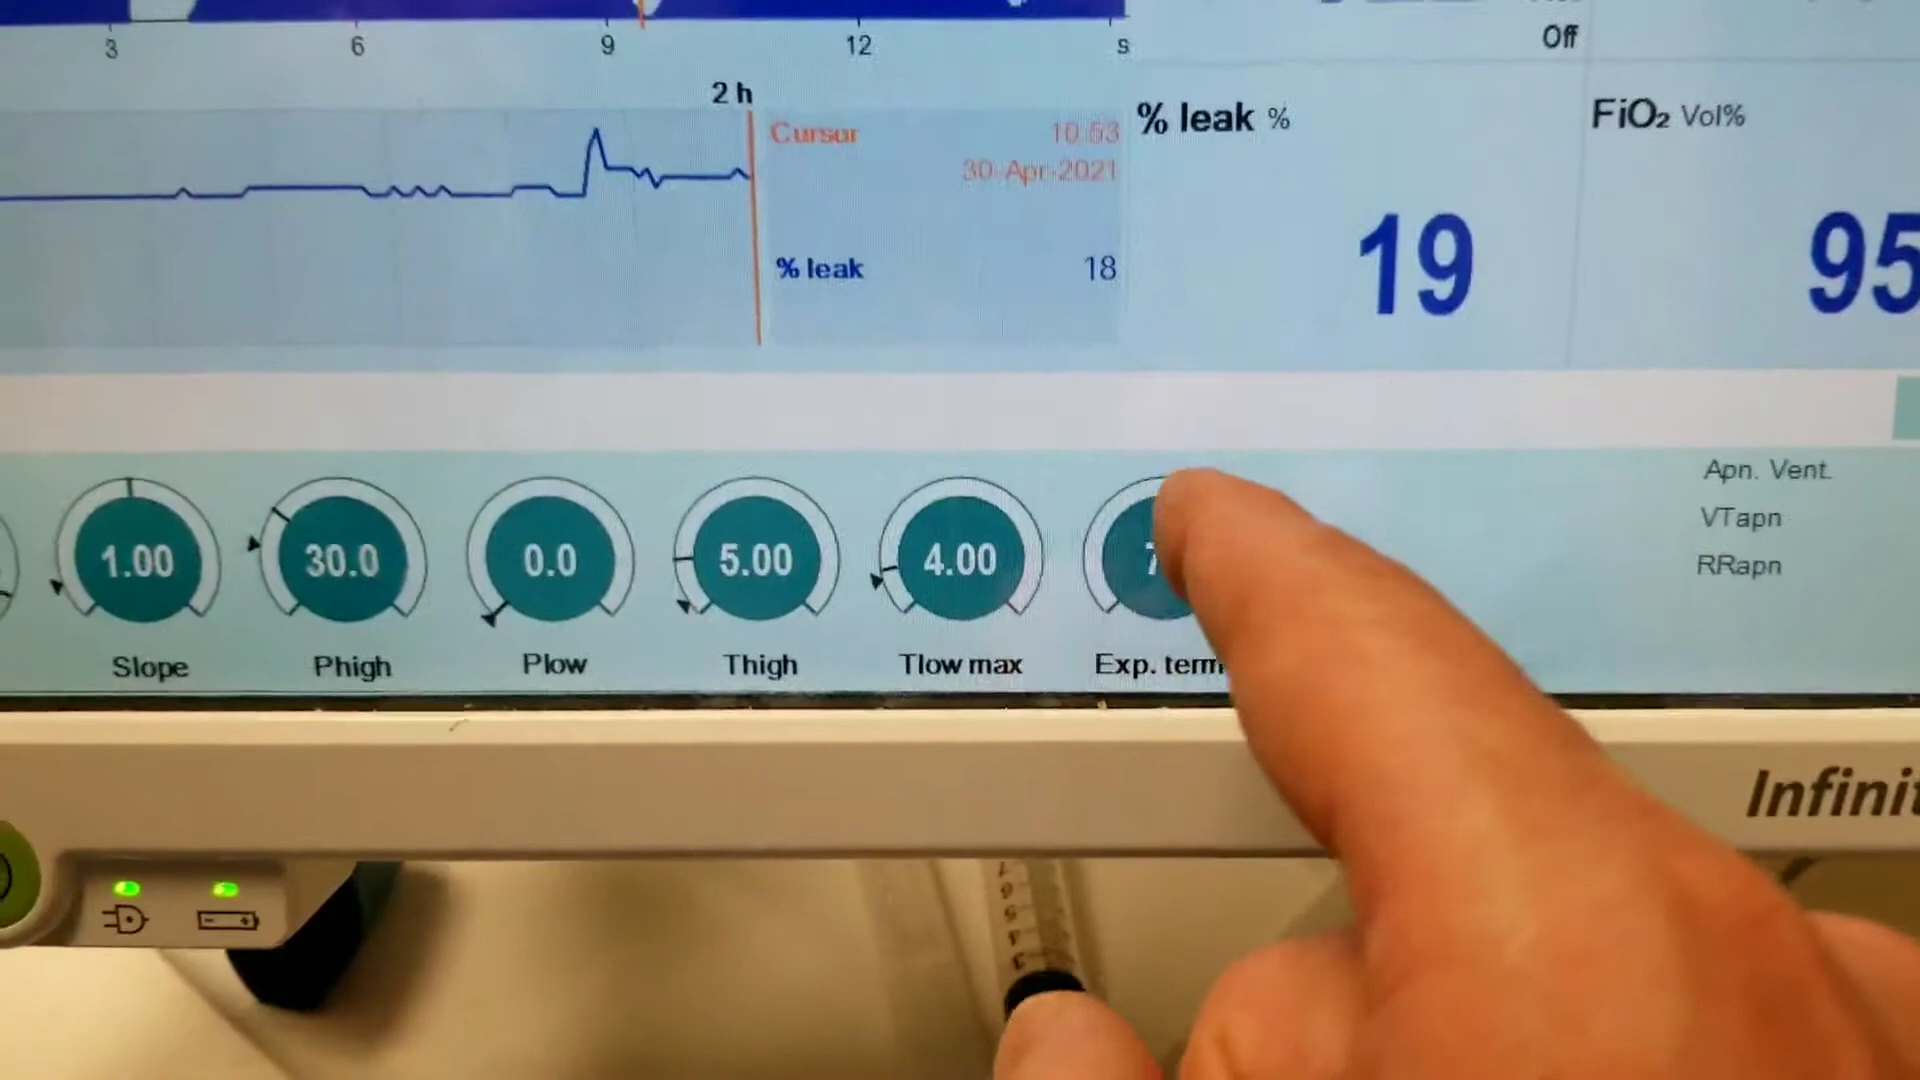 3 6 9 12 s
Off
2 h
Cursor 10:53
30-Apr-2021
% leak 18
% leak %
19
FiO₂ Vol%
95
1.00 30.0 0.0 5.00 4.00 7
Slope Phigh Plow Thigh Tlow max Exp. term
Apn. Vent.
VTapn
RRapn
Infinit